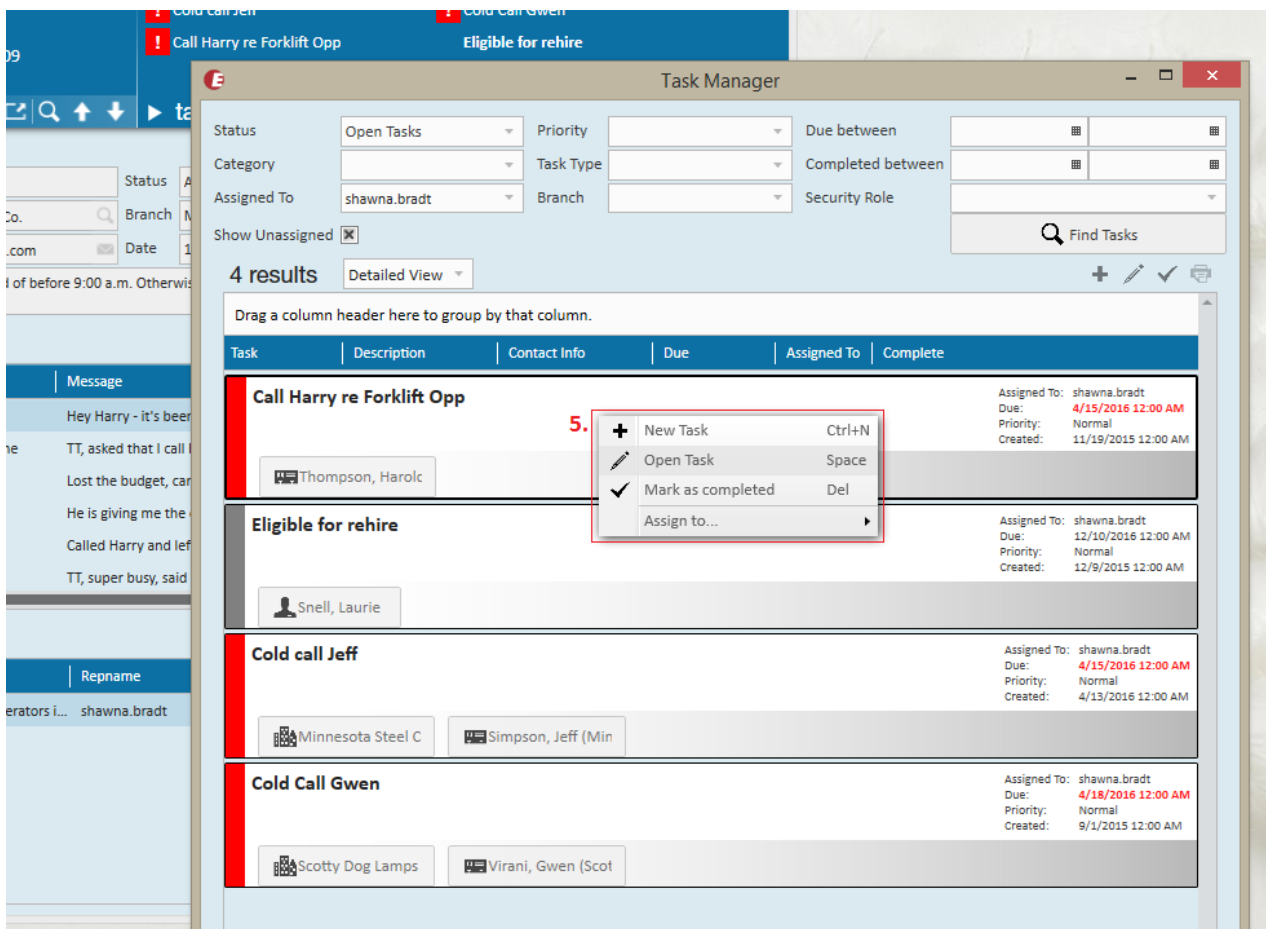 Cold call Jeff
Cold Call Gwen
! Call Harry re Forklift Opp
Eligible for rehire
09
Task Manager
Status
Open Tasks
Priority
Due between
Category
Task Type
Completed between
Status
Assigned To
shawna.bradt
Branch
Security Role
Co.
Branch
Show Unassigned
Find Tasks
.com
Date
4 results
Detailed View
of before 9:00 a.m. Otherwis
Drag a column header here to group by that column.
Task
Description
Contact Info
Due
Assigned To
Complete
Message
Hey Harry - it's beer
TT, asked that I call
Lost the budget, car
He is giving me the
Called Harry and lef
TT, super busy, said
Call Harry re Forklift Opp
Assigned To: shawna.bradt
Due: 4/15/2016 12:00 AM
Priority: Normal
Created: 11/19/2015 12:00 AM
Thompson, Harolc
5.
New Task Ctrl+N
Open Task Space
Mark as completed Del
Assign to...
Eligible for rehire
Assigned To: shawna.bradt
Due: 12/10/2016 12:00 AM
Priority: Normal
Created: 12/9/2015 12:00 AM
Snell, Laurie
Repname
erators i... shawna.bradt
Cold call Jeff
Assigned To: shawna.bradt
Due: 4/15/2016 12:00 AM
Priority: Normal
Created: 4/13/2016 12:00 AM
Minnesota Steel C
Simpson, Jeff (Min
Cold Call Gwen
Assigned To: shawna.bradt
Due: 4/18/2016 12:00 AM
Priority: Normal
Created: 9/1/2015 12:00 AM
Scotty Dog Lamps
Virani, Gwen (Scot